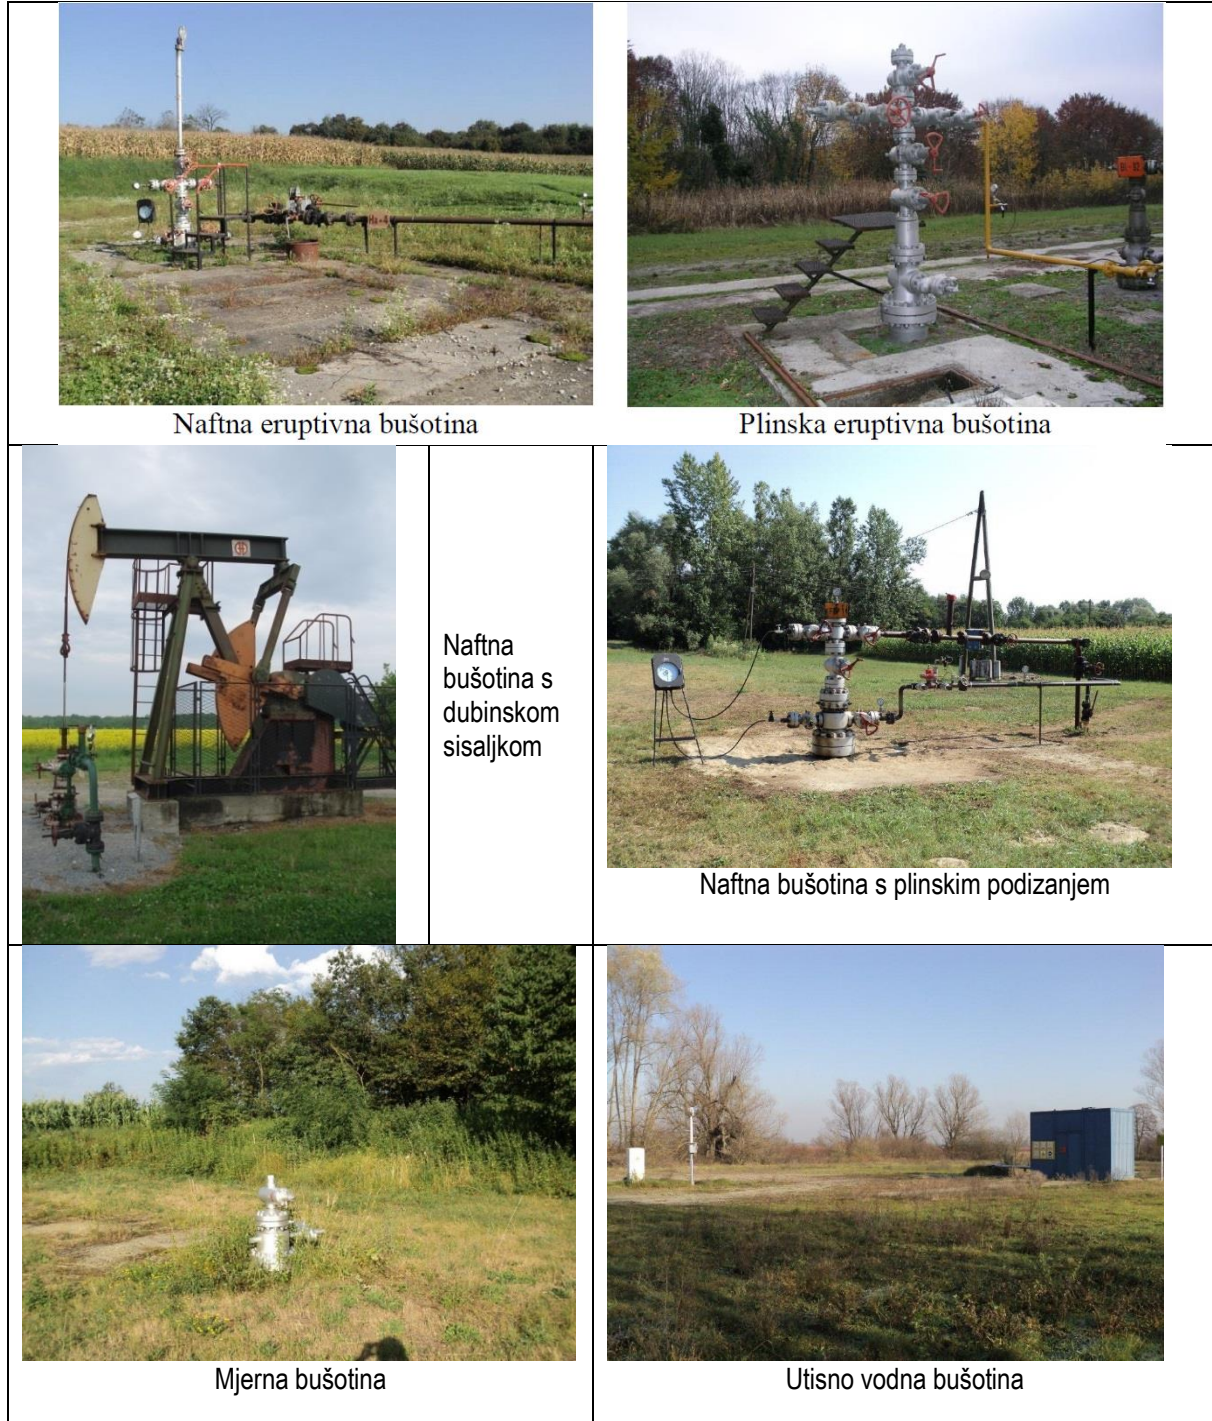 Naftna eruptivna bušotina
Plinska eruptivna bušotina
Naftna
bušotina s
dubinskom
sisaljkom
Naftna bušotina s plinskim podizanjem
Mjerna bušotina
Utisno vodna bušotina